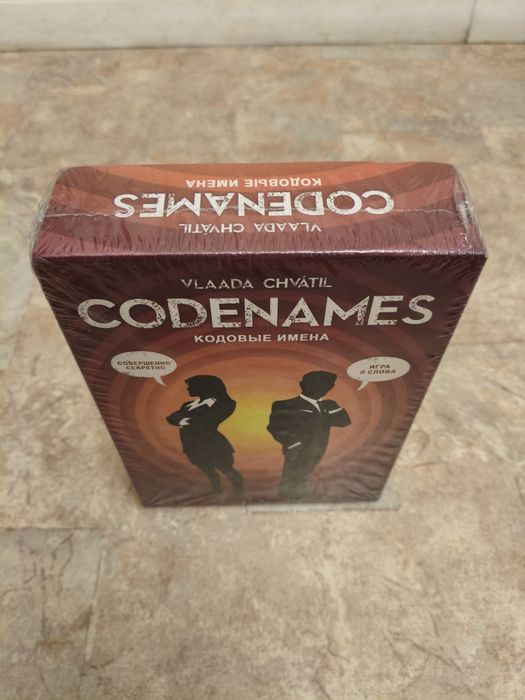 VLAADA CHVÁTIL
CODENAMES
КОДОВЫЕ ИМЕНА
VLAADA CHVÁTIL
CODENAMES
КОДОВЫЕ ИМЕНА
СОВЕРШЕННО
СЕКРЕТНО
ИГРА
В СЛОВА